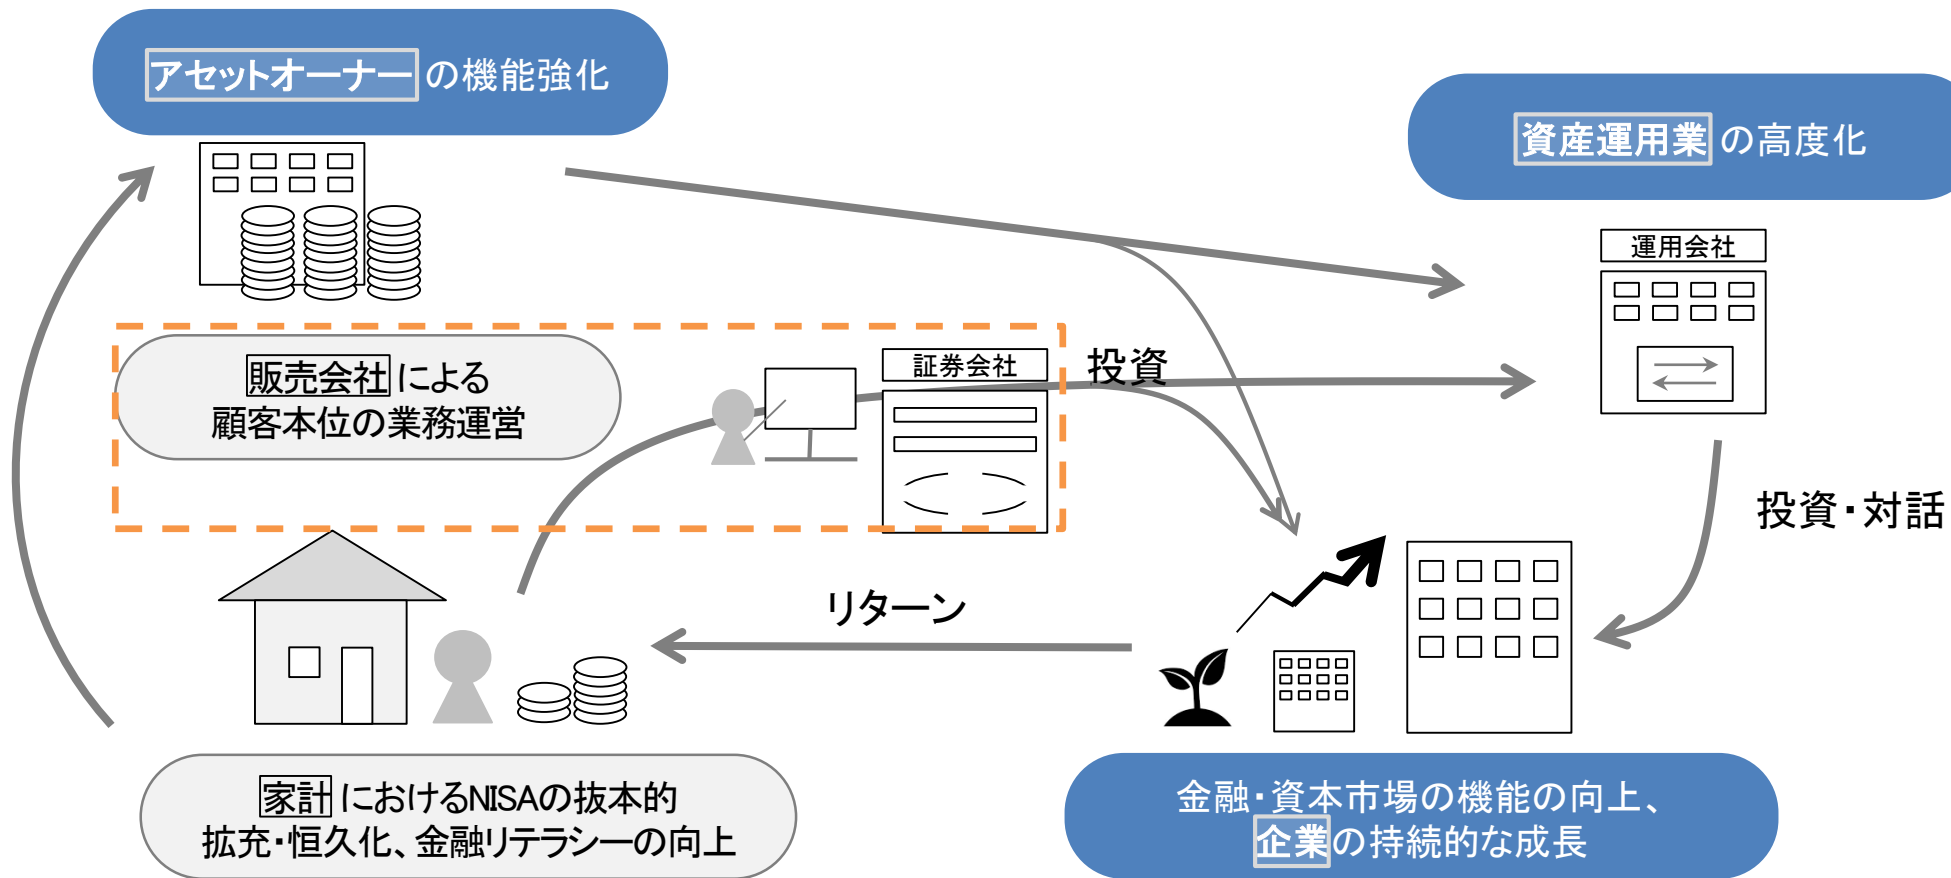 アセットオーナーの機能強化
資産運用業の高度化
運用会社
販売会社による
顧客本位の業務運営
証券会社
投資
投資・対話
リターン
家計におけるNISAの抜本的
拡充・恒久化、金融リテラシーの向上
金融・資本市場の機能の向上、
企業の持続的な成長